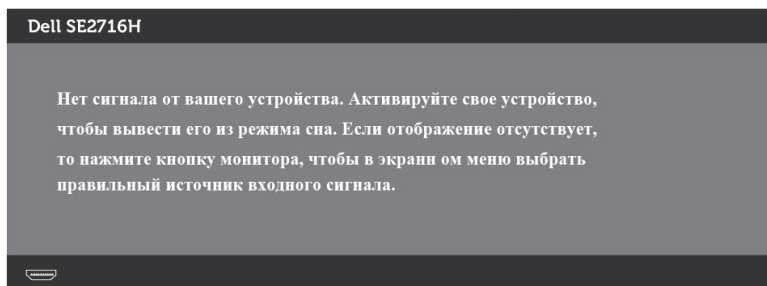 Dell SE2716H
Нет сигнала от вашего устройства. Активируйте свое устройство,
чтобы вывести его из режима сна. Если отображение отсутствует,
то нажмите кнопку монитора, чтобы в экранн ом меню выбрать
правильный источник входного сигнала.